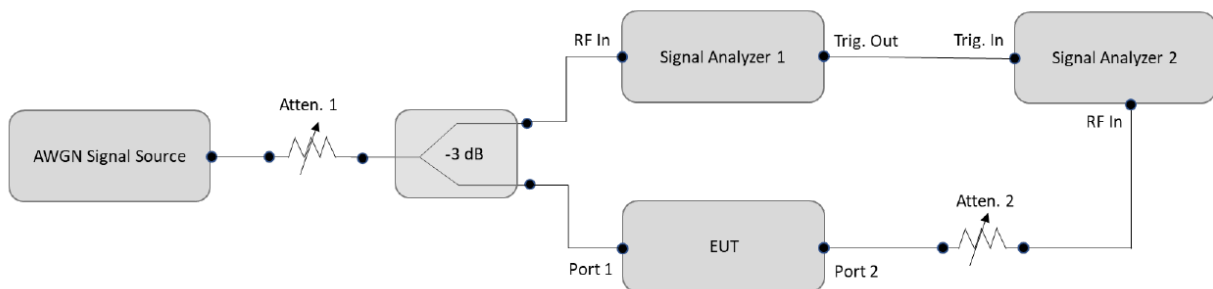 RF In
Signal Analyzer 1
Trig. Out
Trig. In
Signal Analyzer 2
RF In
Atten. 1
AWGN Signal Source
-3 dB
Atten. 2
EUT
Port 1
Port 2